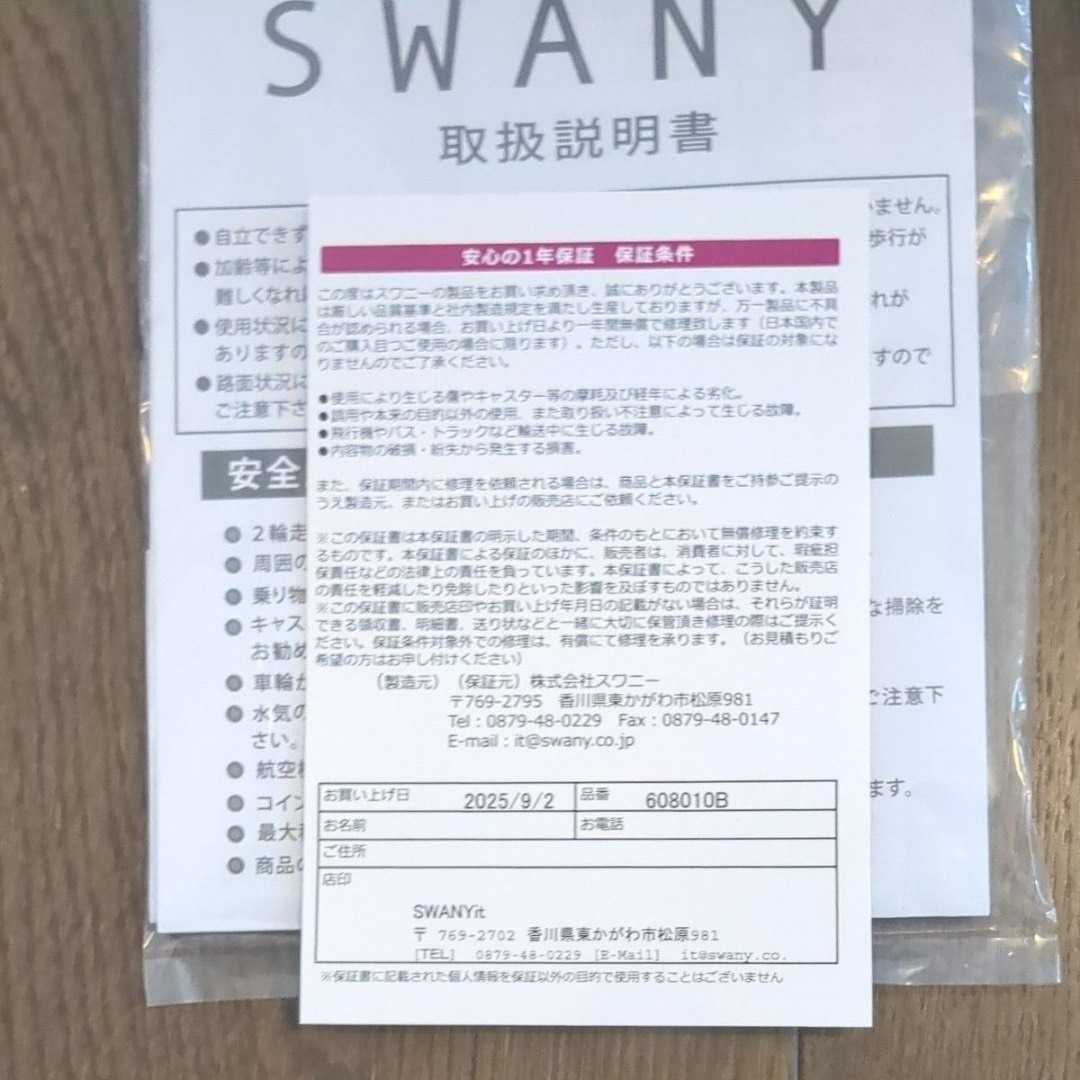 SWANY
取扱説明書
いません。
●自立できず
歩行が
●加齢等によ
難しくなれ
れが
●使用状況に
ありますの
すので
●路面状況に
ご注意下さ
安全
●2輪走
●周囲の
●乗り物
な掃除を
●キャス
お勧め
●車輪が
ご注意下
●水気の
さい。
●航空機
●コイン
ます。
●最大積
●商品の
安心の1年保証 保証条件
この度はスワニーの製品をお買い求め頂き、誠にありがとうございます。本製品
は厳しい品質基準と社内製造規定を満たし生産しておりますが、万一製品に不具
合が認められる場合、お買い上げ日より一年間無償で修理致します（日本国内で
のご購入且つご使用の場合に限ります）。ただし、以下の場合は保証の対象にな
りませんのでご了承ください。
●使用により生じる傷やキャスター等の摩耗及び経年による劣化。
●誤用や本来の目的以外の使用、また取り扱い不注意によって生じる故障。
●飛行機やバス・トラックなど輸送中に生じる故障。
●内容物の破損・紛失から発生する損害。
また、保証期間内に修理を依頼される場合は、商品と本保証書をご持参ご提示の
うえ製造元、またはお買い上げの販売店にご依頼ください。
※この保証書は本保証書の明示した期間、条件のもとにおいて無償修理を約束す
るものです。本保証書による保証のほかに、販売者は、消費者に対して、瑕疵担
保責任などの法律上の責任を負っています。本保証書によって、こうした販売店
の責任を軽減したり免除したりといった影響を及ぼすものではありません。
※この保証書に販売店印やお買い上げ年月日の記載がない場合は、それらが証明
できる領収書、明細書、送り状などと一緒に大切に保管頂き修理の際はご提示く
ださい。保証条件対象外での修理は、有償にて修理を承ります。（お見積もりご
希望の方はお申し付けください）
（製造元）（保証元）株式会社スワニー
〒769-2795 香川県東かがわ市松原981
Tel：0879-48-0229 Fax：0879-48-0147
E-mail：it@swany.co.jp
お買い上げ日 2025/9/2 品番 608010B
お名前 お電話
ご住所
店印
SWANYit
〒 769-2702 香川県東かがわ市松原981
[TEL] 0879-48-0229 [E-Mail] it@swany.co.
※保証書に記載された個人情報を保証以外の目的で使用することはございません